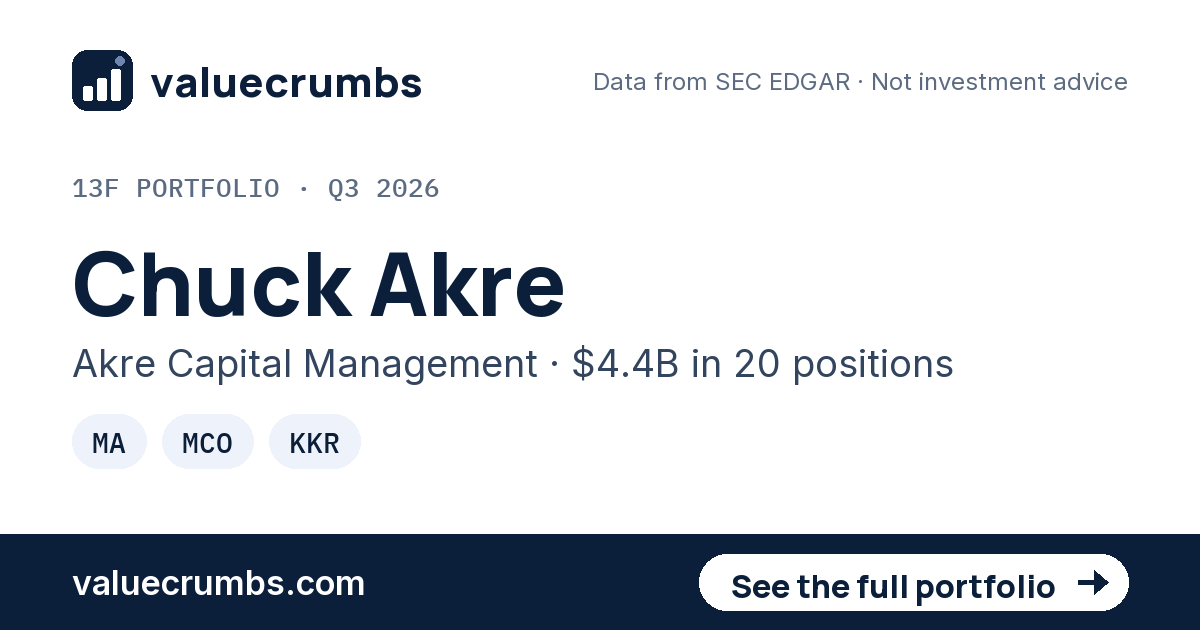 valuecrumbs
Data from SEC EDGAR · Not investment advice
13F PORTFOLIO · Q3 2026
Chuck Akre
Akre Capital Management · $4.4B in 20 positions
MA MCO KKR
valuecrumbs.com
See the full portfolio →